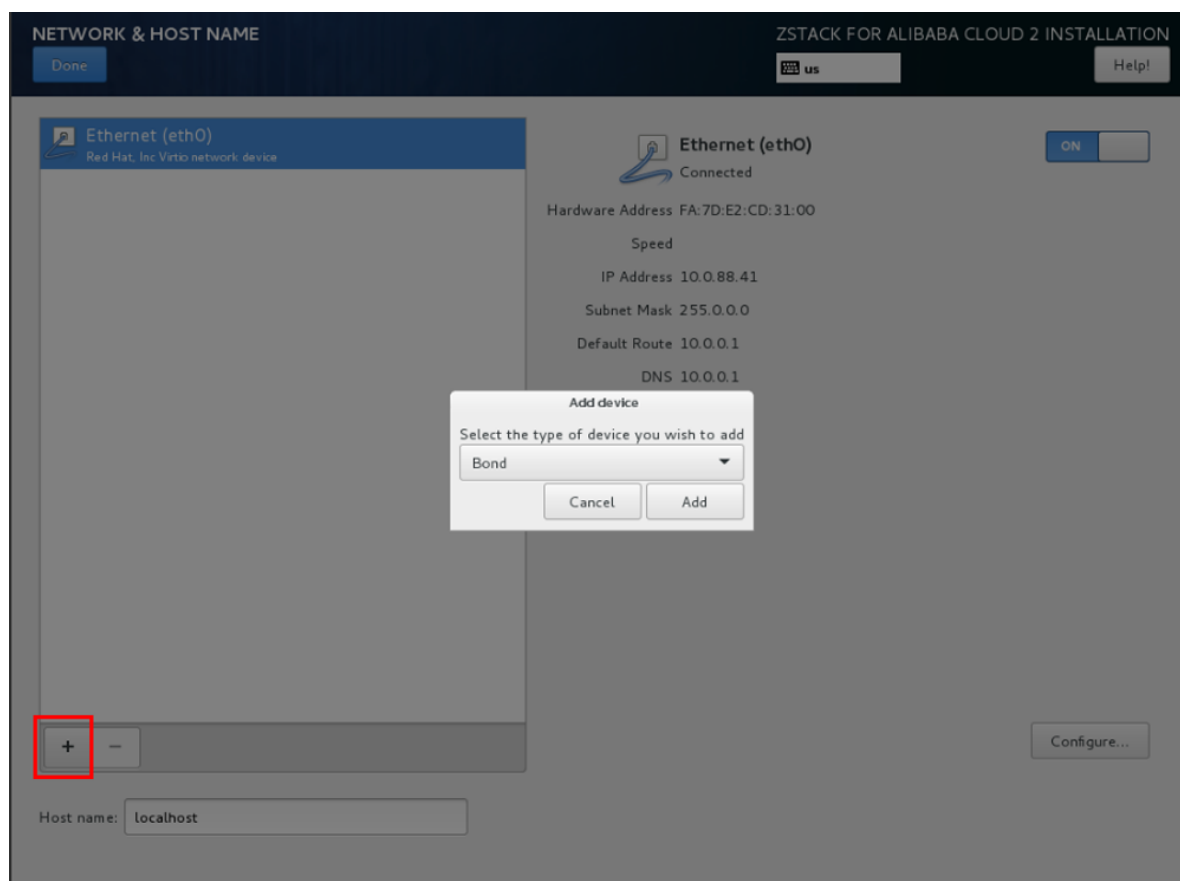 NETWORK & HOST NAME
ZSTACK FOR ALIBABA CLOUD 2 INSTALLATION
Done
us
Help!
Ethernet (eth0)
Red Hat, Inc Virtio network device
Ethernet (eth0)
Connected
ON
Hardware Address FA:7D:E2:CD:31:00
Speed
IP Address 10.0.88.41
Subnet Mask 255.0.0.0
Default Route 10.0.0.1
DNS 10.0.0.1
Add device
Select the type of device you wish to add
Bond
Cancel
Add
+
−
Configure...
Host name: localhost